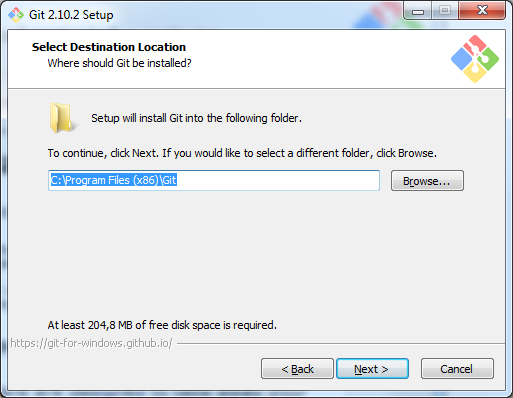 Git 2.10.2 Setup
Select Destination Location
Where should Git be installed?
Setup will install Git into the following folder.
To continue, click Next. If you would like to select a different folder, click Browse.
C:\Program Files (x86)\Git
Browse...
At least 204,8 MB of free disk space is required.
https://git-for-windows.github.io/
< Back
Next >
Cancel